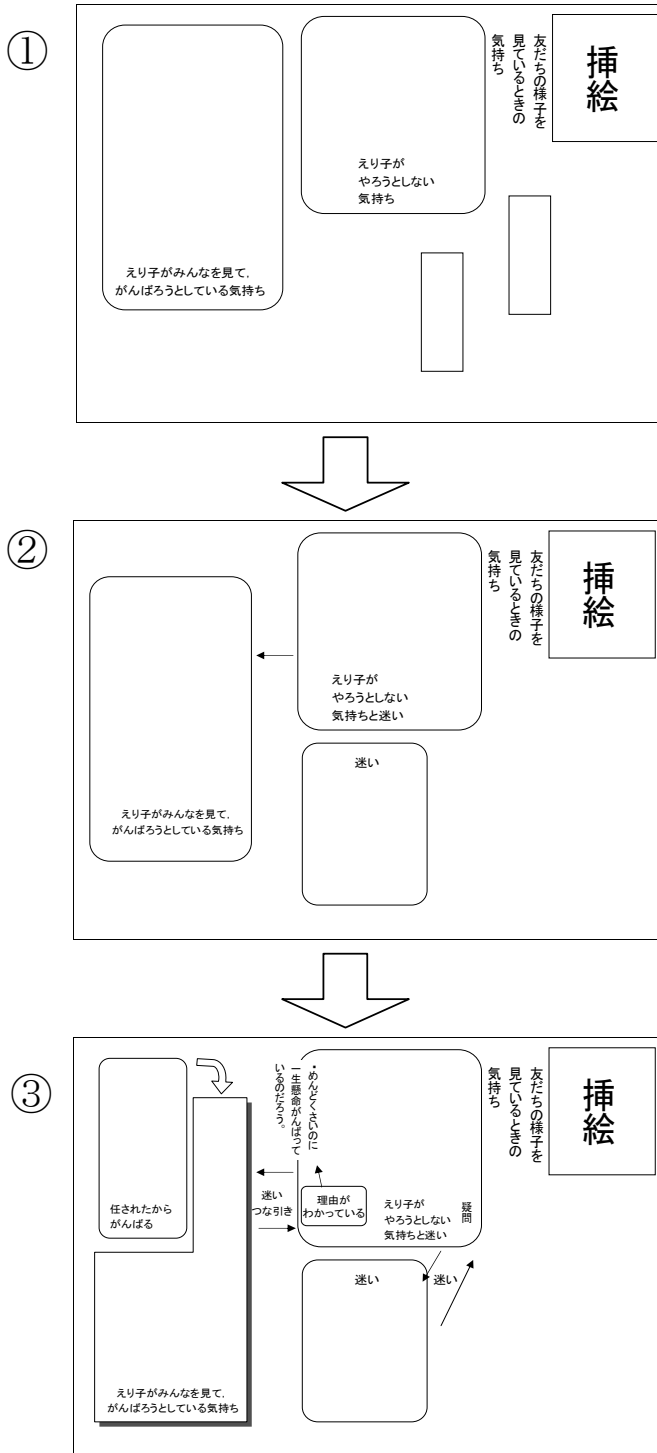 ①
挿絵
友だちの様子を
見ているときの
気持ち
えり子が
やろうとしない
気持ち
えり子がみんなを見て,
がんばろうとしている気持ち
②
挿絵
友だちの様子を
見ているときの
気持ち
えり子が
やろうとしない
気持ちと迷い
迷い
えり子がみんなを見て,
がんばろうとしている気持ち
③
挿絵
友だちの様子を
見ているときの
気持ち
疑問
えり子が
やろうとしない
気持ちと迷い
理由が
わかっている
・めんどくさいのに
一生懸命がんばって
いるのだろう。
迷い
迷い
迷い
つな引き
任されたから
がんばる
えり子がみんなを見て,
がんばろうとしている気持ち